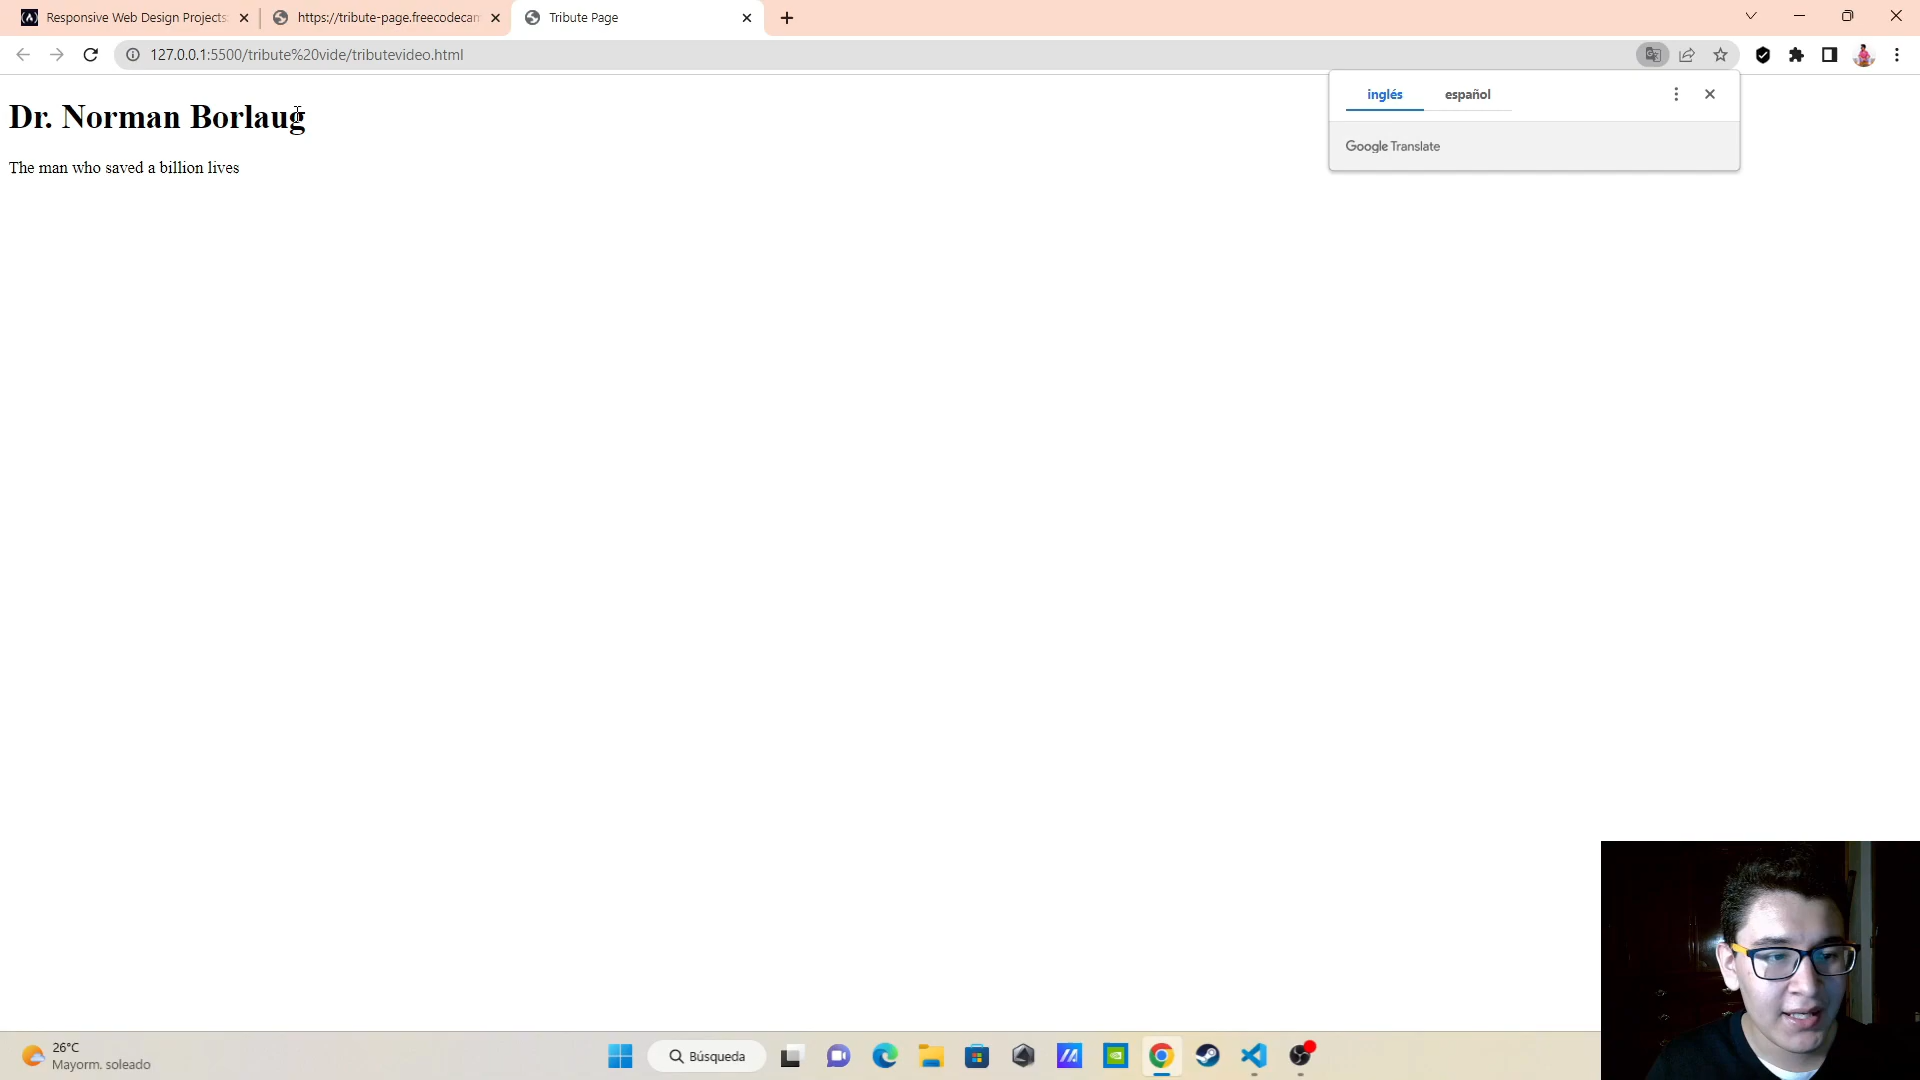 Responsive Web Design Projects
https://tribute-page.freecodecam
Tribute Page
127.0.0.1:5500/tribute%20vide/tributevideo.html
inglés español
Google Translate
Dr. Norman Borlaug
The man who saved a billion lives
26°C
Mayorm. soleado
Búsqueda